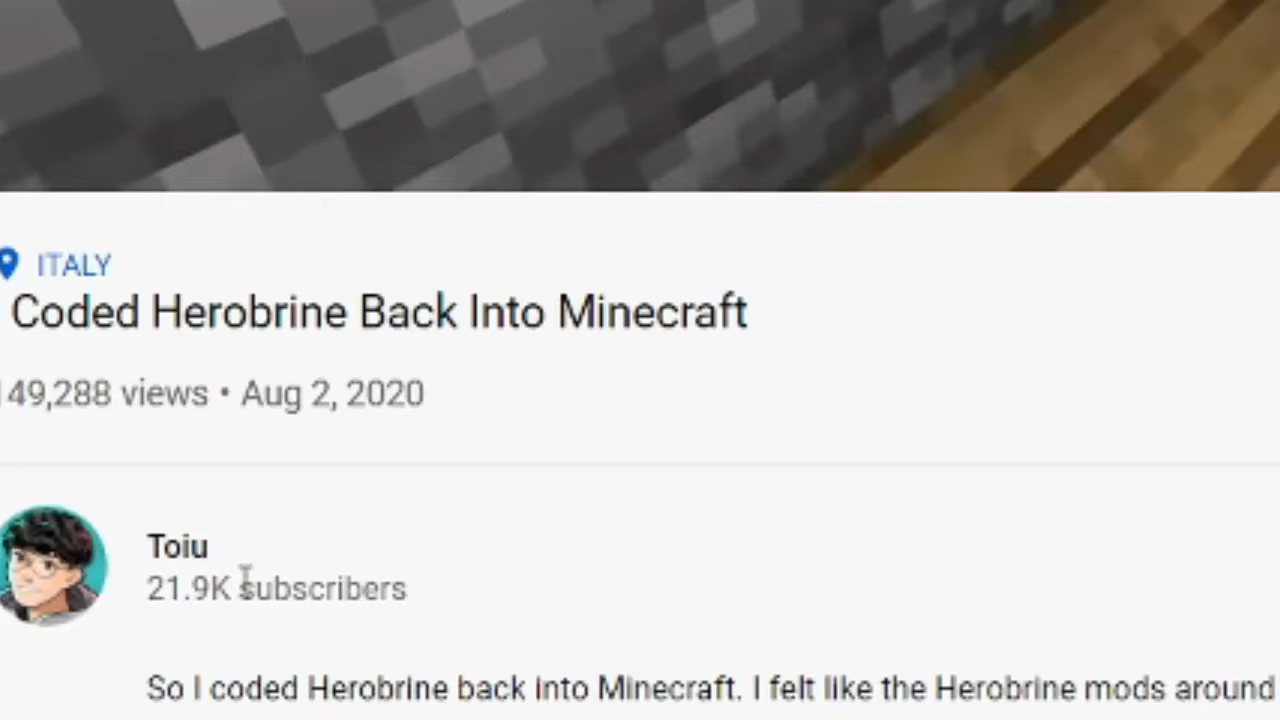 ITALY
Coded Herobrine Back Into Minecraft
149,288 views • Aug 2, 2020
Toiu
21.9K subscribers
So I coded Herobrine back into Minecraft. I felt like the Herobrine mods around